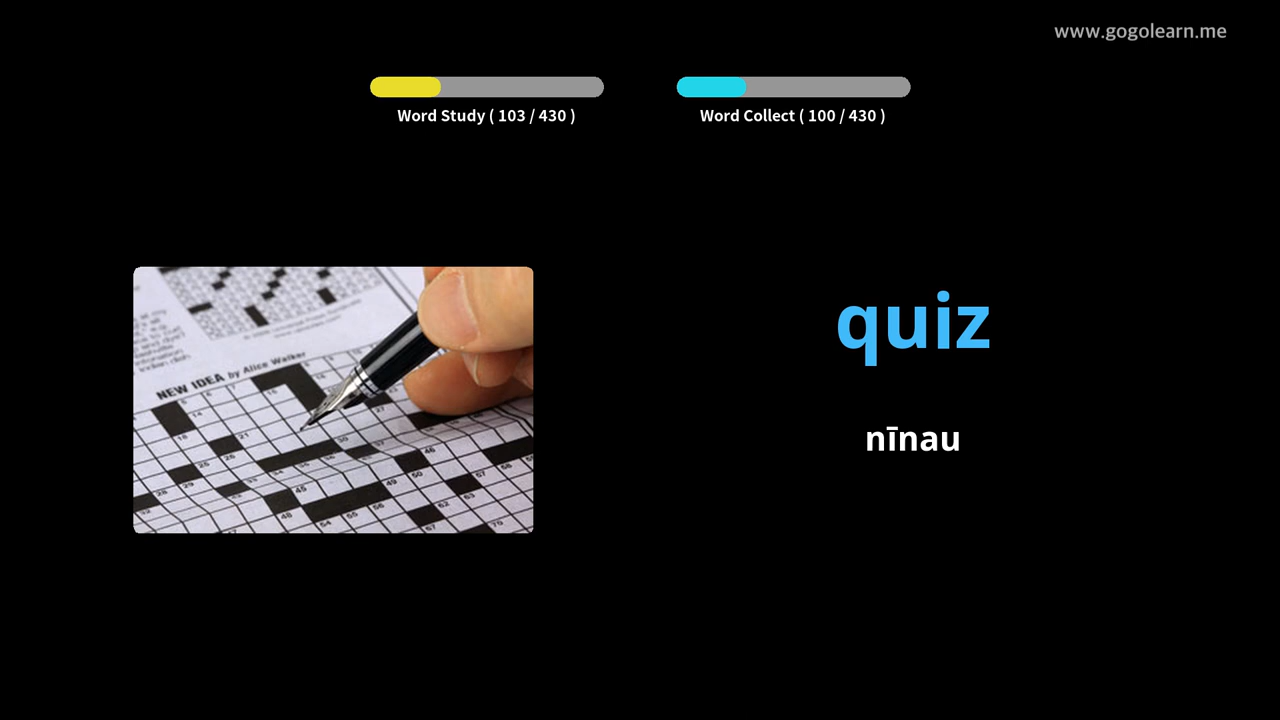 www.gogolearn.me
Word Study ( 103 / 430 )
Word Collect ( 100 / 430 )
NEW IDEA by Alice Walker
quiz
nīnau